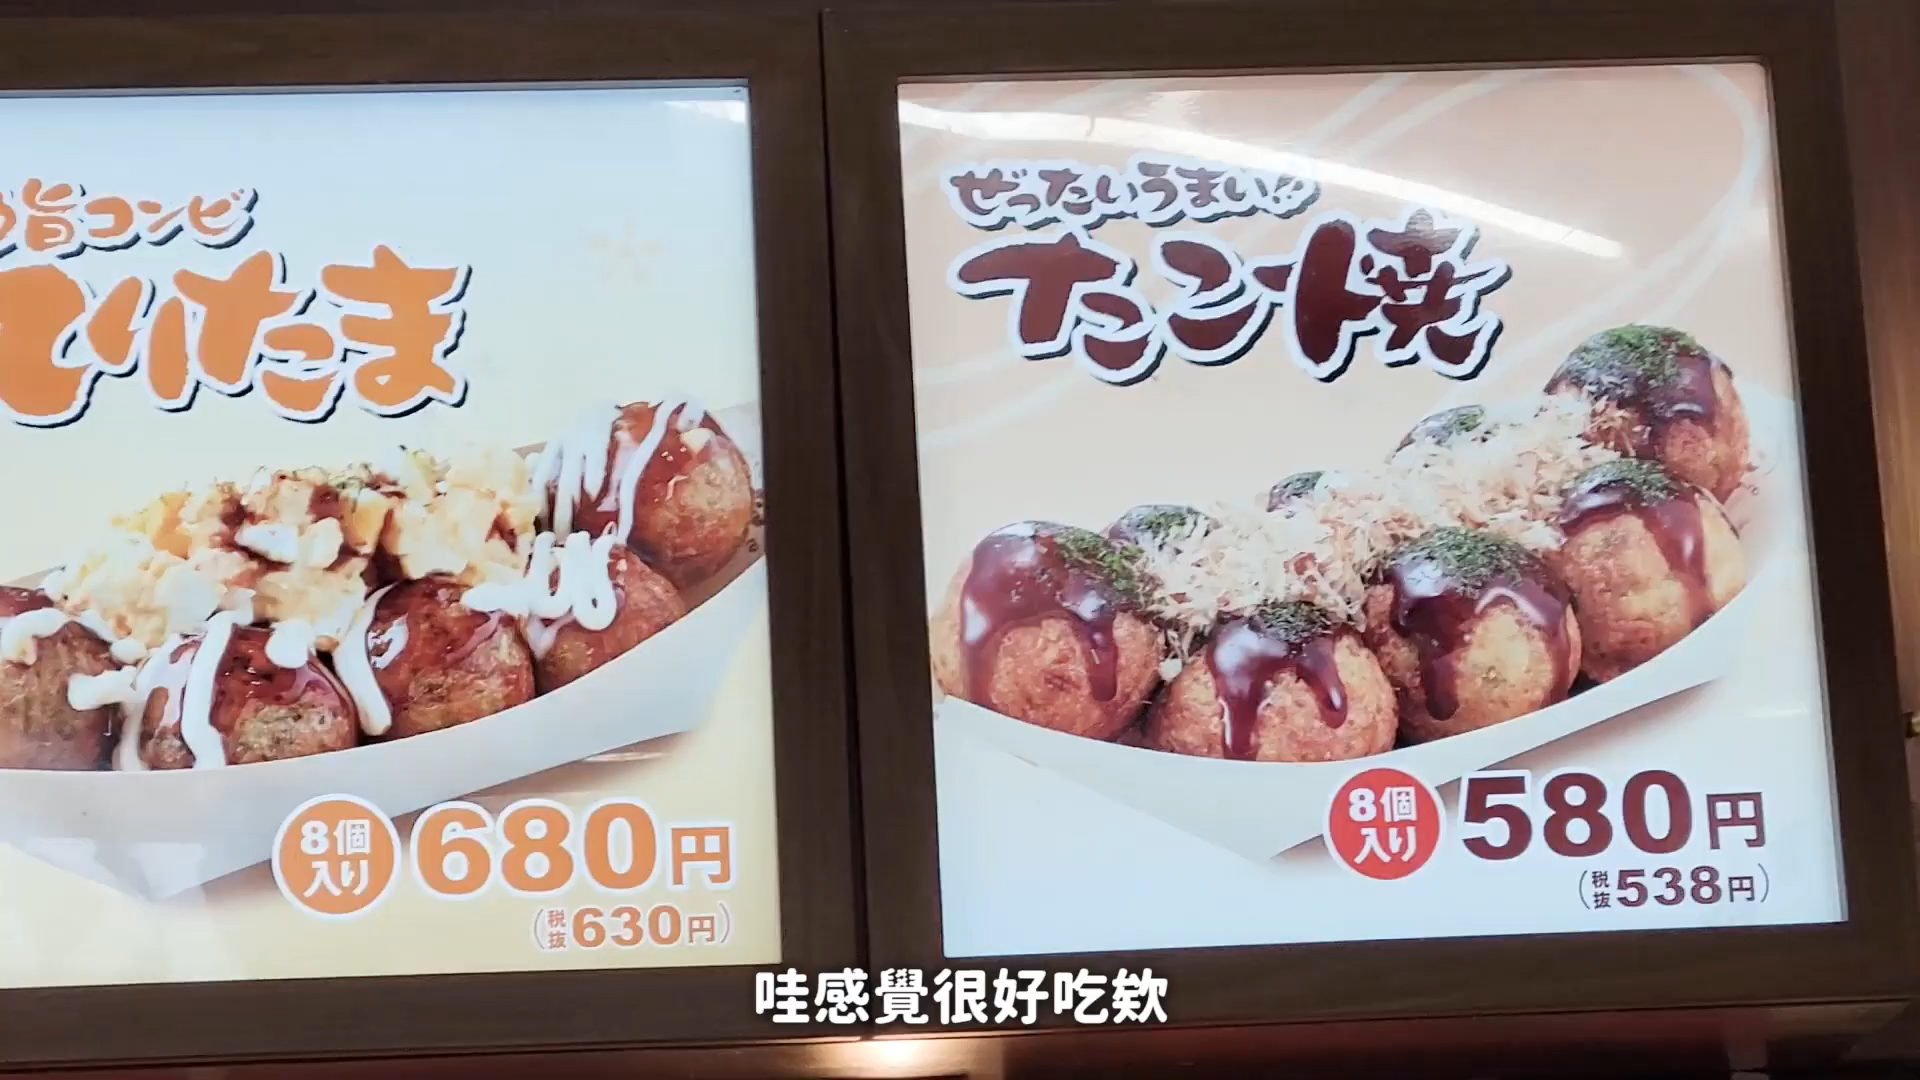 旨コンビ
てりたま
8個
入り
680円
(税抜630円)
ぜったいうまい!!
たこ焼
8個
入り
580円
(税抜538円)
哇感覺很好吃欸